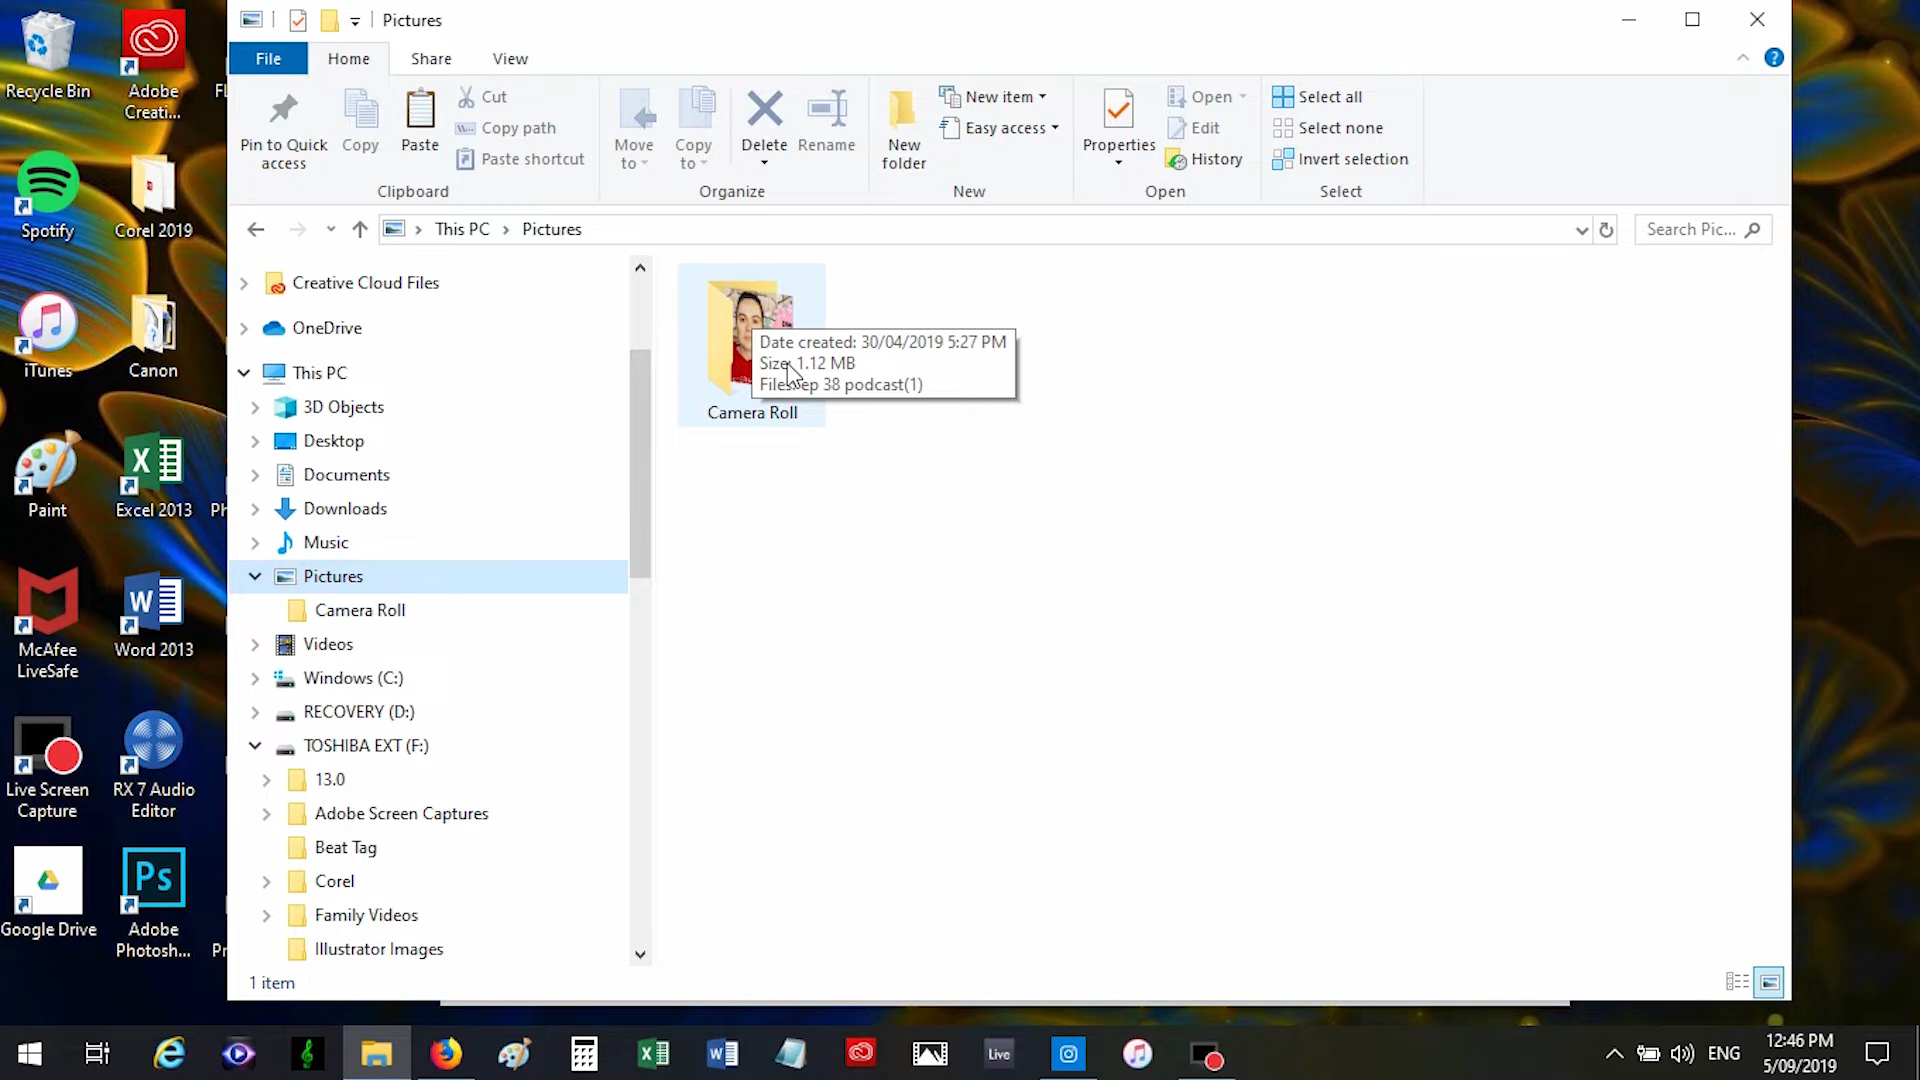 Pictures
File
Home
Share
View
Pin to Quick
access
Copy
Paste
Cut
Copy path
Paste shortcut
Clipboard
Move
to
Copy
to
Delete
Rename
Organize
New
folder
New item
Easy access
New
Properties
Open
Edit
History
Open
Select all
Select none
Invert selection
Select
This PC
Pictures
Search Pic...
Creative Cloud Files
OneDrive
This PC
3D Objects
Desktop
Documents
Downloads
Music
Pictures
Camera Roll
Videos
Windows (C:)
RECOVERY (D:)
TOSHIBA EXT (F:)
13.0
Adobe Screen Captures
Beat Tag
Corel
Family Videos
Illustrator Images
Date created: 30/04/2019 5:27 PM
Size: 1.12 MB
Files: ep 38 podcast(1)
Camera Roll
1 item
Recycle Bin
Adobe
Creati...
FL
Spotify
Corel 2019
iTunes
Canon
Paint
Excel 2013
Ph
McAfee
LiveSafe
Word 2013
Live Screen
Capture
RX 7 Audio
Editor
Google Drive
Ps
Adobe
Photosh...
Pr
Live
ENG
12:46 PM
5/09/2019